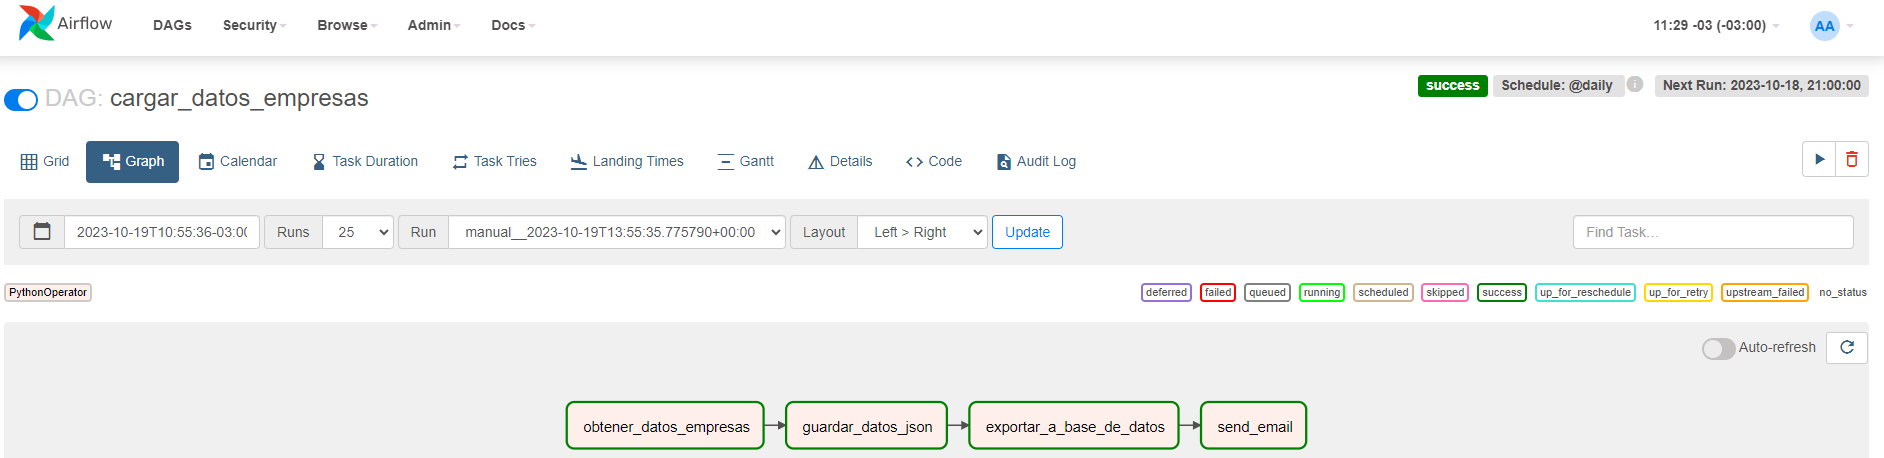 Airflow DAGs Security Browse Admin Docs 11:29 -03 (-03:00) AA
DAG: cargar_datos_empresas success Schedule: @daily i Next Run: 2023-10-18, 21:00:00
Grid Graph Calendar Task Duration Task Tries Landing Times Gantt Details Code Audit Log
2023-10-19T10:55:36-03:00 Runs 25 Run manual__2023-10-19T13:55:35.775790+00:00 Layout Left > Right Update Find Task...
PythonOperator deferred failed queued running scheduled skipped success up_for_reschedule up_for_retry upstream_failed no_status
Auto-refresh
obtener_datos_empresas guardar_datos_json exportar_a_base_de_datos send_email